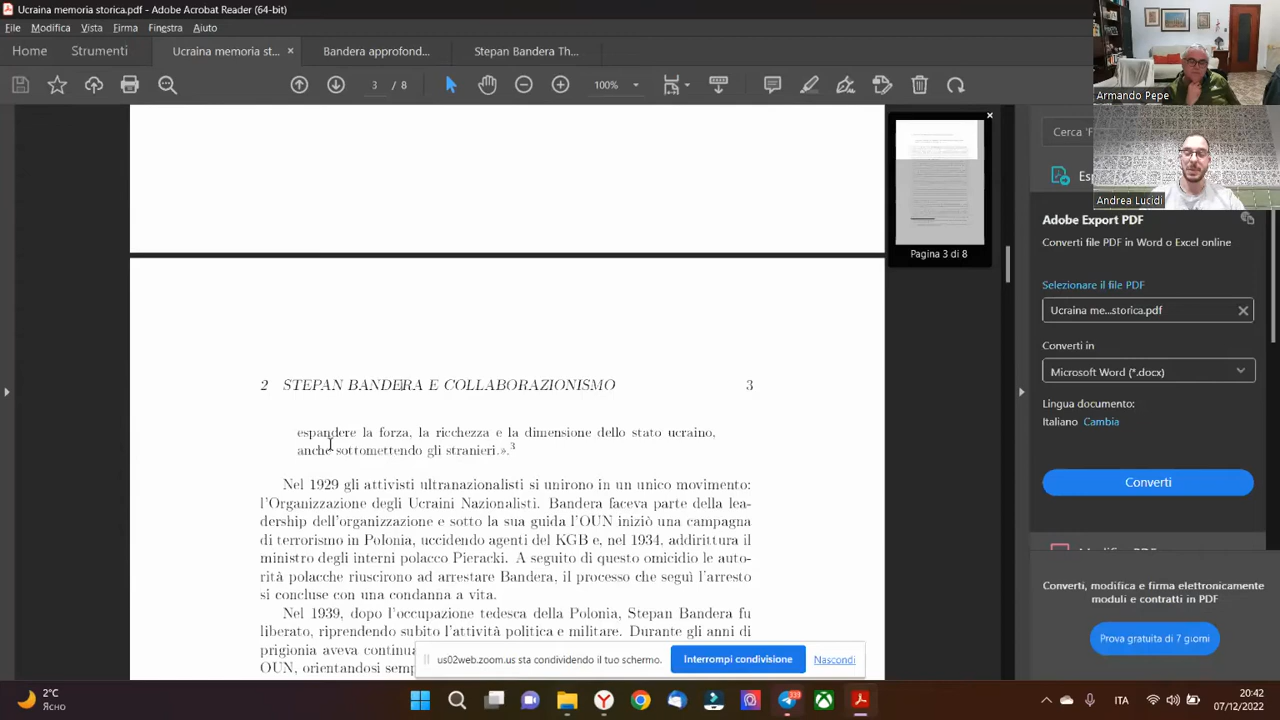 Ucraina memoria storica.pdf - Adobe Acrobat Reader (64-bit)
File Modifica Vista Firma Finestra Aiuto
Home Strumenti Ucraina memoria st... × Bandera approfond... Stepan Bandera Th...
3 / 8 100%
Armando Pepe
Andrea Lucidi
Cerca
Pagina 3 di 8
Adobe Export PDF
Converti file PDF in Word o Excel online
Selezionare il file PDF
Ucraina me...storica.pdf
Converti in
Microsoft Word (*.docx)
Lingua documento:
Italiano Cambia
Converti
Converti, modifica e firma elettronicamente
moduli e contratti in PDF
Prova gratuita di 7 giorni
2 STEPAN BANDERA E COLLABORAZIONISMO 3
espandere la forza, la ricchezza e la dimensione dello stato ucraino,
anche sottomettendo gli stranieri.».3
Nel 1929 gli attivisti ultranazionalisti si unirono in un unico movimento:
l'Organizzazione degli Ucraini Nazionalisti. Bandera faceva parte della lea-
dership dell'organizzazione e sotto la sua guida l'OUN iniziò una campagna
di terrorismo in Polonia, uccidendo agenti del KGB e, nel 1934, addirittura il
ministro degli interni polacco Pieracki. A seguito di questo omicidio le auto-
rità polacche riuscirono ad arrestare Bandera, il processo che seguì l'arresto
si concluse con una condanna a vita.
Nel 1939, dopo l'occupazione tedesca della Polonia, Stepan Bandera fu
liberato, riprendendo subito l'attività politica e militare. Durante gli anni di
prigionia aveva
OUN, orientandosi
us02web.zoom.us sta condividendo il tuo schermo. Interrompi condivisione Nascondi
2°C
Ясно
ITA
20:42
07/12/2022